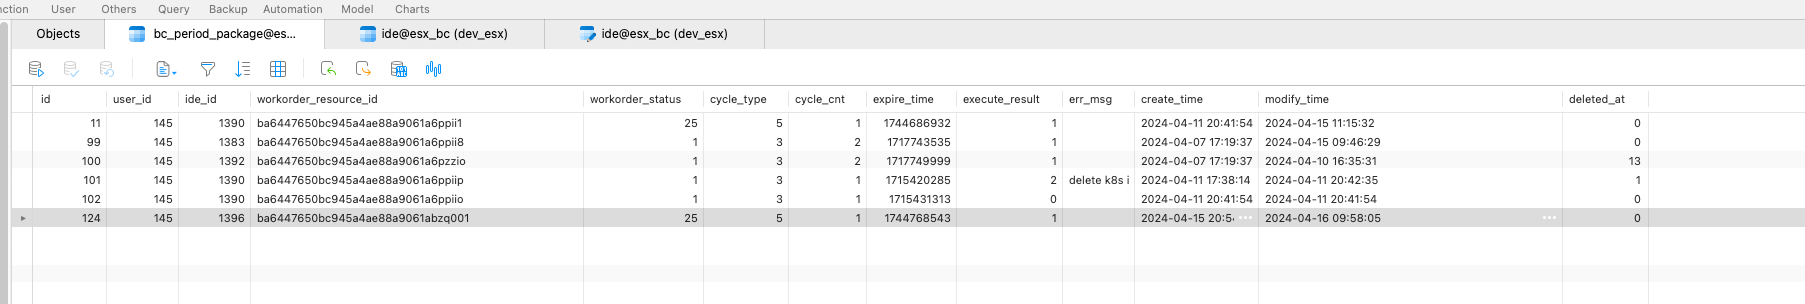 nction User Others Query Backup Automation Model Charts
Objects bc_period_package@es... ide@esx_bc (dev_esx) ide@esx_bc (dev_esx)
id user_id ide_id workorder_resource_id workorder_status cycle_type cycle_cnt expire_time execute_result err_msg create_time modify_time deleted_at
11 145 1390 ba6447650bc945a4ae88a9061a6ppii1 25 5 1 1744686932 1 2024-04-11 20:41:54 2024-04-15 11:15:32 0
99 145 1383 ba6447650bc945a4ae88a9061a6ppii8 1 3 2 1717743535 1 2024-04-07 17:19:37 2024-04-15 09:46:29 0
100 145 1392 ba6447650bc945a4ae88a9061a6pzzio 1 3 2 1717749999 1 2024-04-07 17:19:37 2024-04-10 16:35:31 13
101 145 1390 ba6447650bc945a4ae88a9061a6ppiip 1 3 1 1715420285 2 delete k8s i 2024-04-11 17:38:14 2024-04-11 20:42:35 1
102 145 1390 ba6447650bc945a4ae88a9061a6ppiio 1 3 1 1715431313 0 2024-04-11 20:41:54 2024-04-11 20:41:54 0
124 145 1396 ba6447650bc945a4ae88a9061abzq001 25 5 1 1744768543 1 2024-04-15 20:5 ... 2024-04-16 09:58:05 ... 0